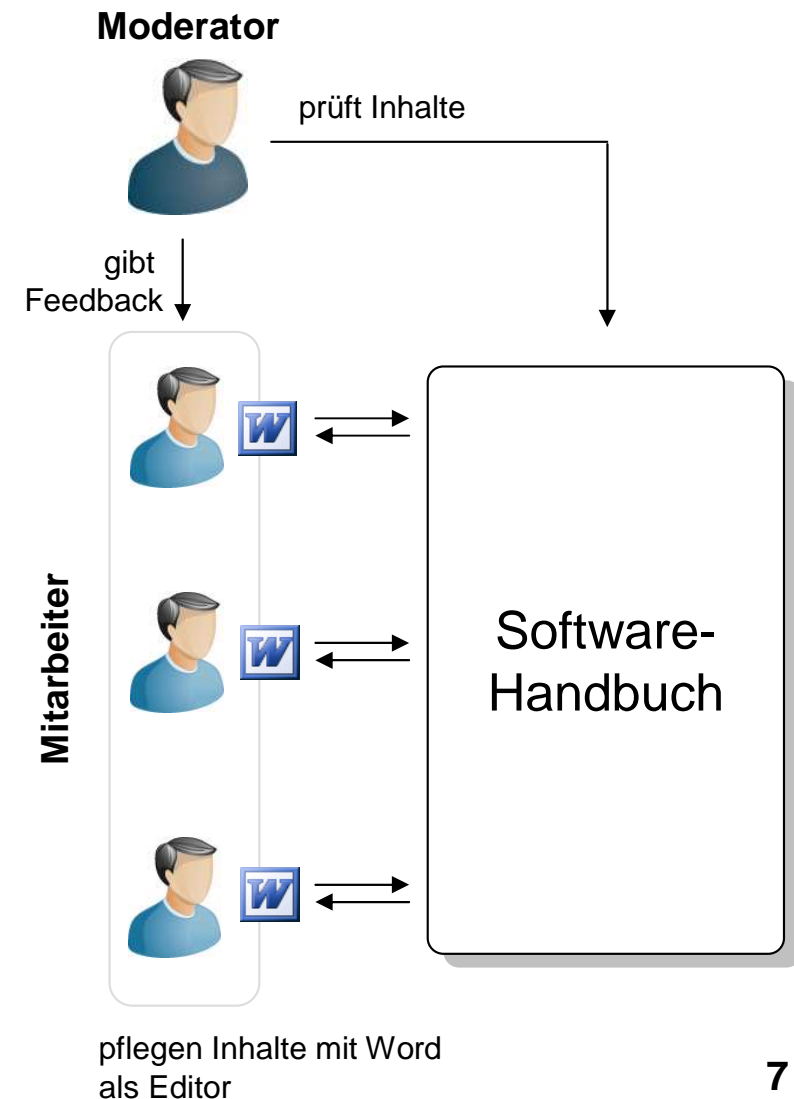 Moderator
prüft Inhalte
gibt
Feedback
W
W
W
Mitarbeiter
Software-
Handbuch
pflegen Inhalte mit Word
als Editor
7